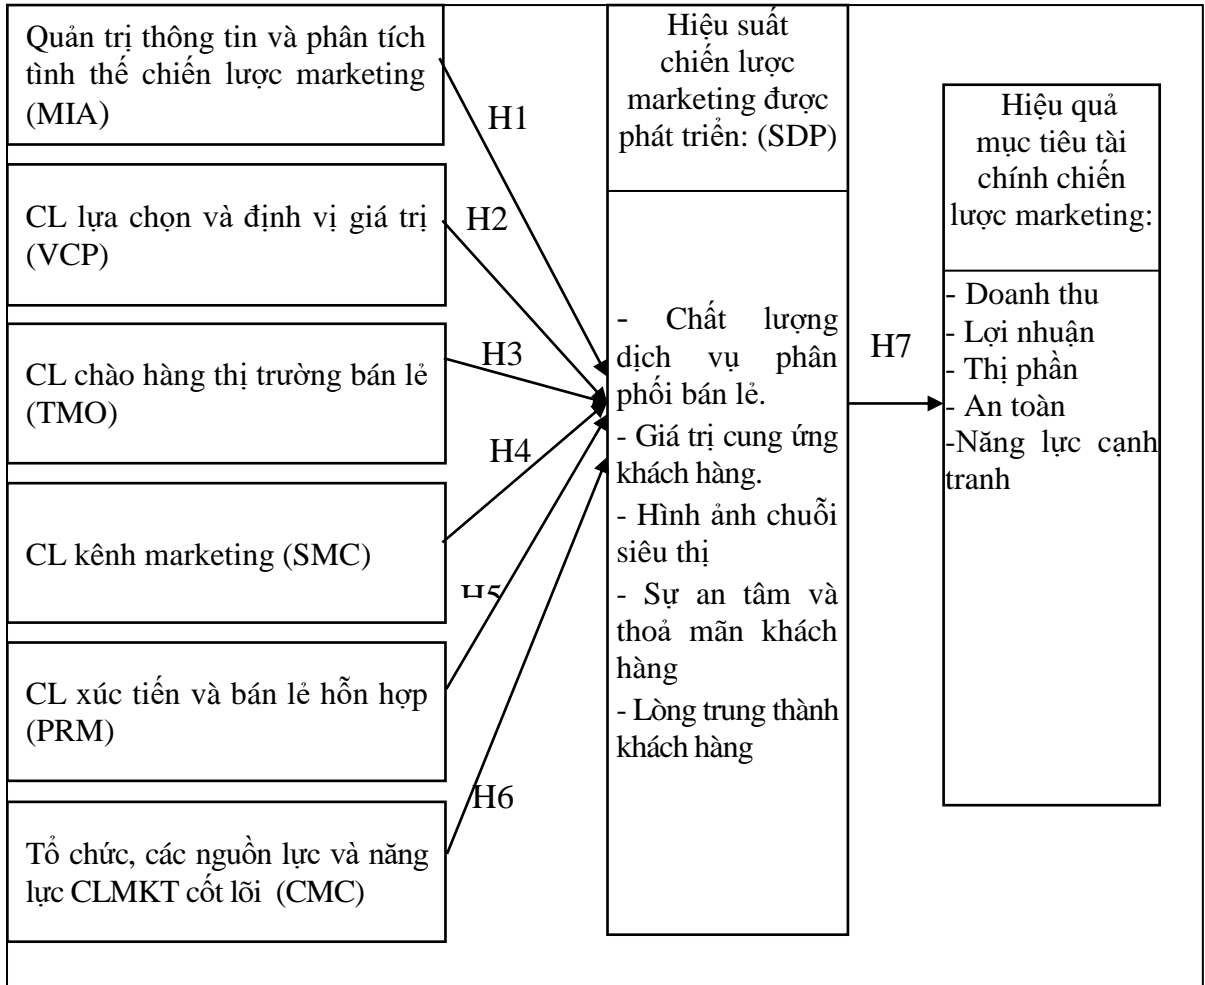 Quản trị thông tin và phân tích
tình thế chiến lược marketing
(MIA)
H1
CL lựa chọn và định vị giá trị
(VCP)
H2
CL chào hàng thị trường bán lẻ
(TMO)
H3
CL kênh marketing (SMC)
H4
CL xúc tiến và bán lẻ hỗn hợp
(PRM)
H5
Tổ chức, các nguồn lực và năng
lực CLMKT cốt lõi (CMC)
H6
Hiệu suất
chiến lược
marketing được
phát triển: (SDP)
- Chất lượng
dịch vụ phân
phối bán lẻ.
- Giá trị cung ứng
khách hàng.
- Hình ảnh chuỗi
siêu thị
- Sự an tâm và
thoả mãn khách
hàng
- Lòng trung thành
khách hàng
H7
Hiệu quả
mục tiêu tài
chính chiến
lược marketing:
- Doanh thu
- Lợi nhuận
- Thị phần
- An toàn
-Năng lực cạnh
tranh